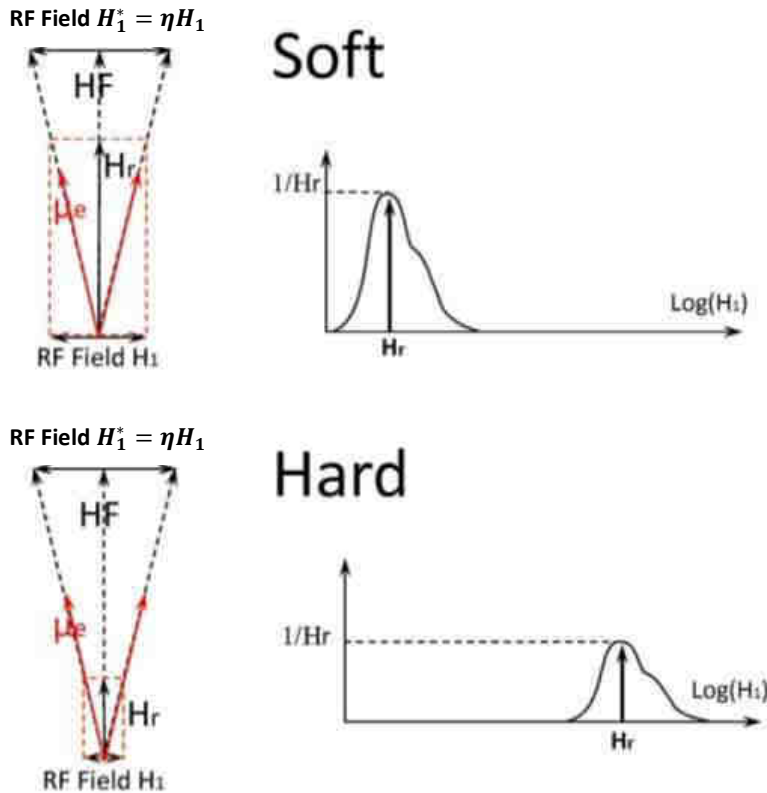 RF Field H₁* = ηH₁
Soft
HF
Hr
μe
RF Field H₁
1/Hr
Log(H₁)
Hr
RF Field H₁* = ηH₁
Hard
HF
μe
Hr
RF Field H₁
1/Hr
Log(H₁)
Hr